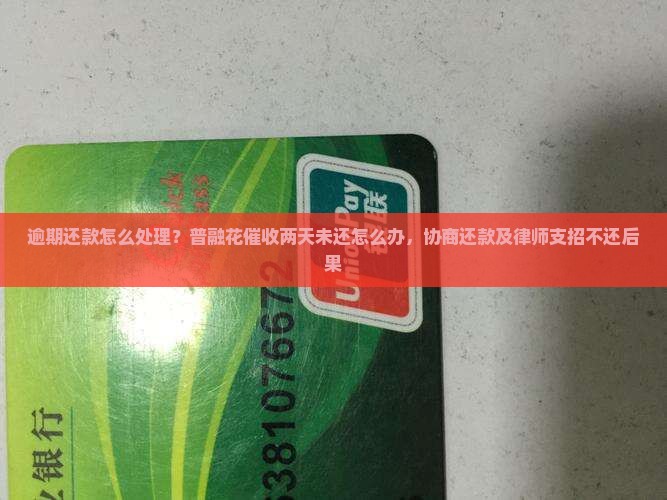 逾期还款怎么处理？普融花催收两天未还怎么办，协商还款及律师支招不还后
果
UnionPay
银联
381076672
银行